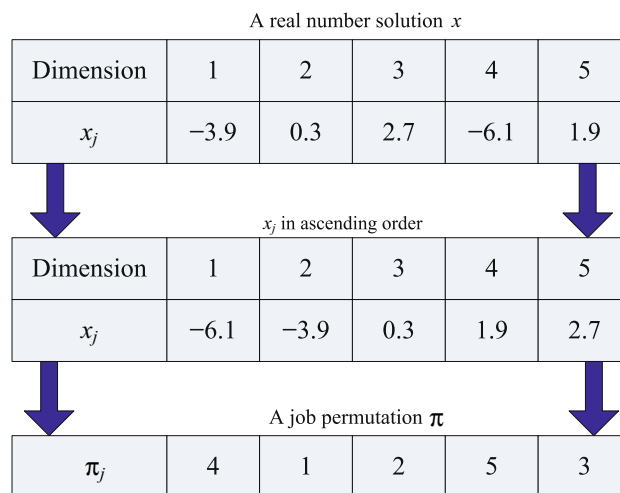 A real number solution x
Dimension 1 2 3 4 5
xj −3.9 0.3 2.7 −6.1 1.9
xj in ascending order
Dimension 1 2 3 4 5
xj −6.1 −3.9 0.3 1.9 2.7
A job permutation π
πj 4 1 2 5 3